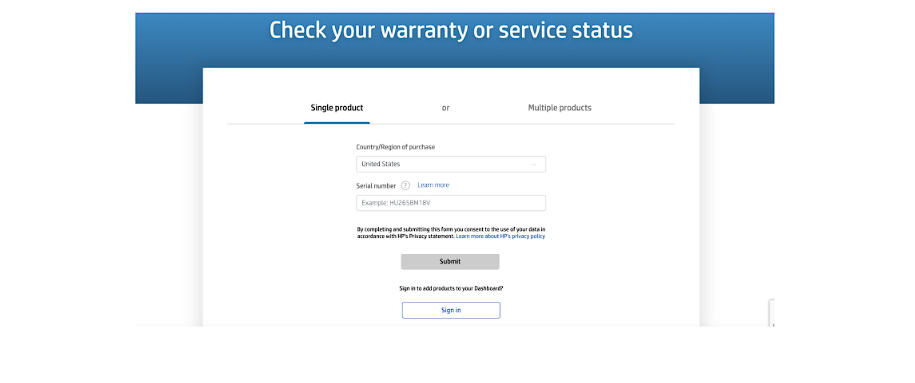 Check your warranty or service status
Single product or Multiple products
Country/Region of purchase
United States
Serial number ? Learn more
Example: HU265BM18V
By completing and submitting this form you consent to the use of your data in
accordance with HP's Privacy statement. Learn more about HP's privacy policy
Submit
Sign in to add products to your Dashboard?
Sign in